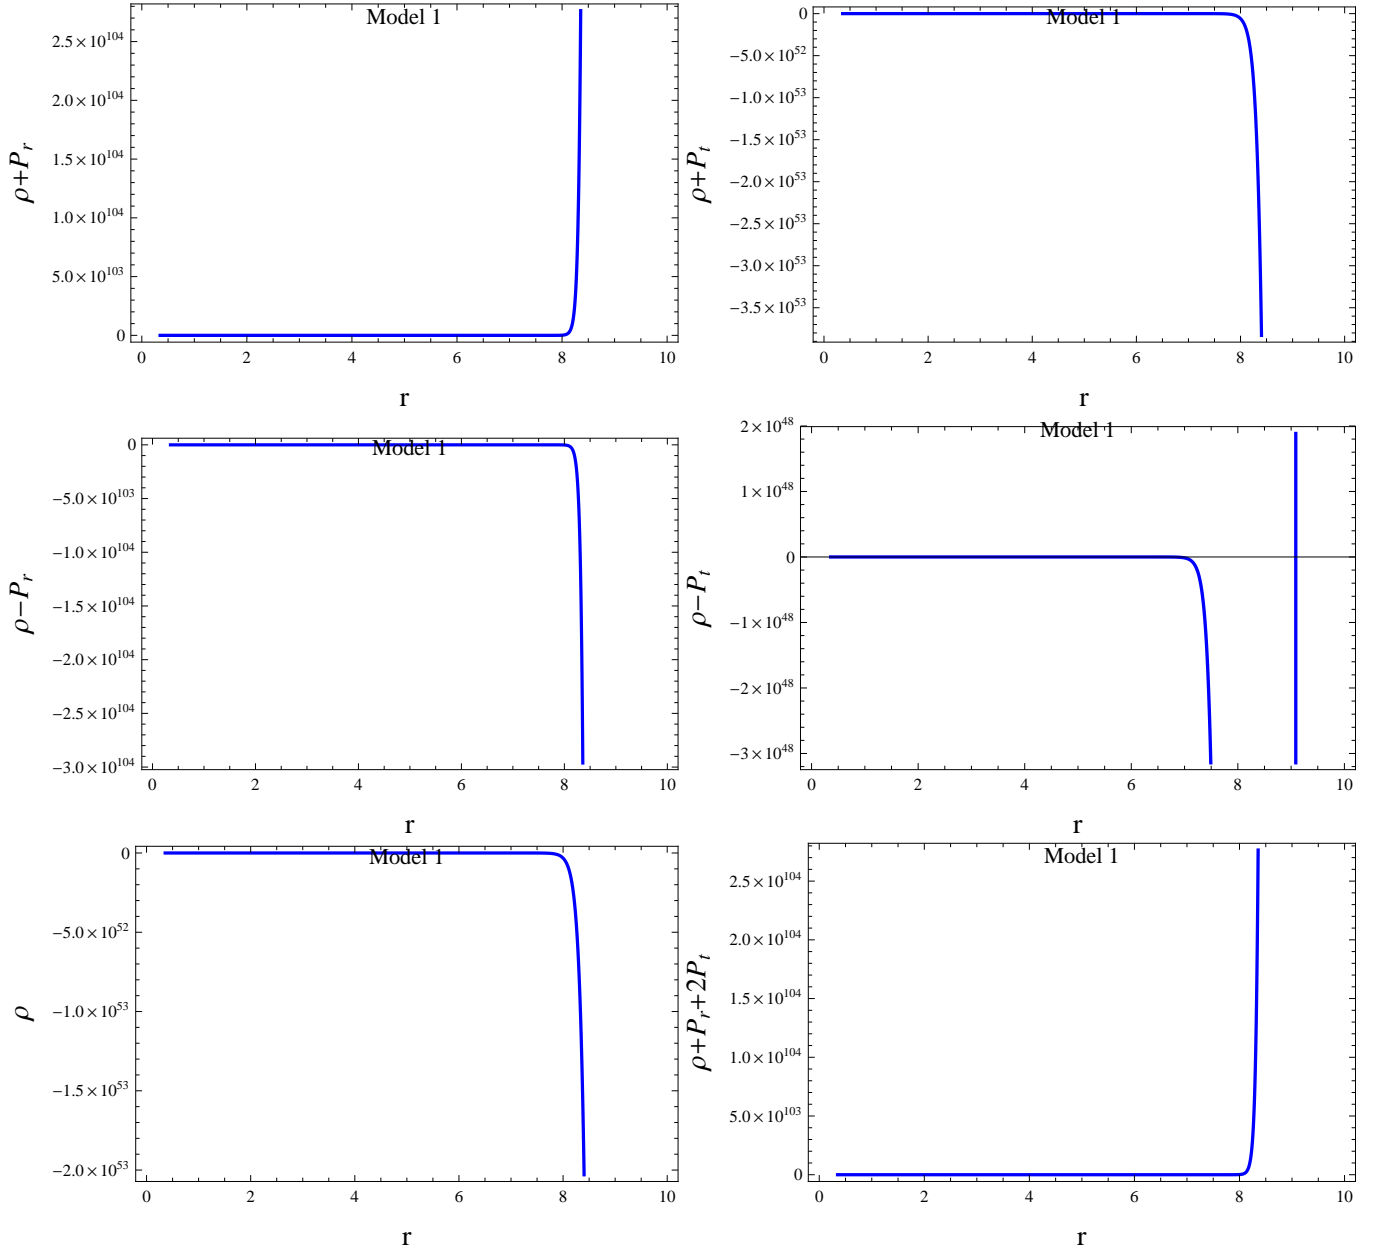 Model 1
2.5×10^104
2.0×10^104
1.5×10^104
1.0×10^104
5.0×10^103
0
ρ+P_r
0 2 4 6 8 10
r
Model 1
0
−5.0×10^52
−1.0×10^53
−1.5×10^53
−2.0×10^53
−2.5×10^53
−3.0×10^53
−3.5×10^53
ρ+P_t
0 2 4 6 8 10
r
Model 1
0
−5.0×10^103
−1.0×10^104
−1.5×10^104
−2.0×10^104
−2.5×10^104
−3.0×10^104
ρ−P_r
0 2 4 6 8 10
r
Model 1
2×10^48
1×10^48
0
−1×10^48
−2×10^48
−3×10^48
ρ−P_t
0 2 4 6 8 10
r
Model 1
0
−5.0×10^52
−1.0×10^53
−1.5×10^53
−2.0×10^53
ρ
0 2 4 6 8 10
r
Model 1
2.5×10^104
2.0×10^104
1.5×10^104
1.0×10^104
5.0×10^103
0
ρ+P_r+2P_t
0 2 4 6 8 10
r